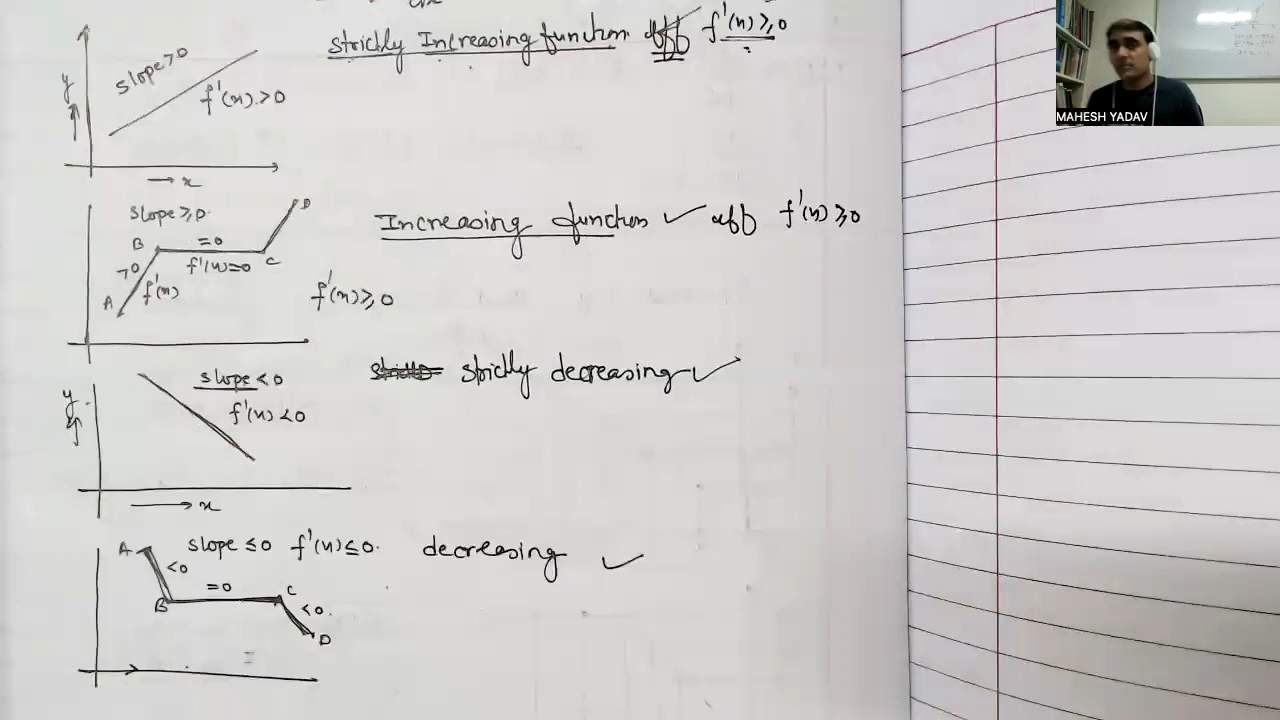 strictly Increasing function iff f'(x) ≥ 0
?
slope > 0
f'(x) > 0
y
→ x
MAHESH YADAV
slope ≥ 0
Increasing function ✓ iff f'(x) ≥ 0
D
B
= 0
C
f'(x) = 0
> 0
f'(x)
A
f'(x) ≥ 0
strictly decreasing ✓
slope < 0
f'(x) < 0
y
→ x
A slope ≤ 0 f'(x) ≤ 0. decreasing ✓
< 0
= 0
C
B
< 0
D